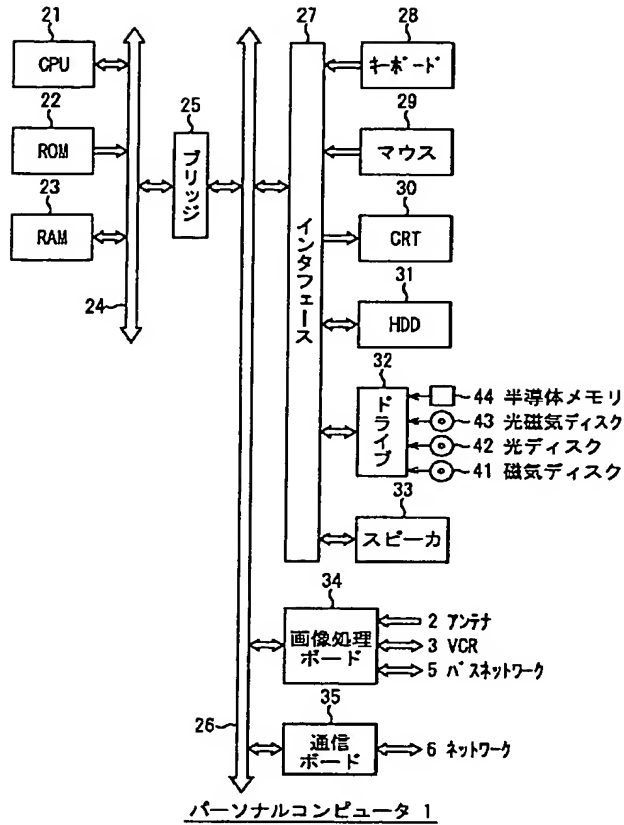 21
CPU
22
ROM
23
RAM
24
25
ブリッジ
26
27
インタフェース
28
キーボード
29
マウス
30
CRT
31
HDD
32
ドライブ
44 半導体メモリ
43 光磁気ディスク
42 光ディスク
41 磁気ディスク
33
スピーカ
34
画像処理
ボード
2 アンテナ
3 VCR
5 バスネットワーク
35
通信
ボード
6 ネットワーク
パーソナルコンピュータ 1